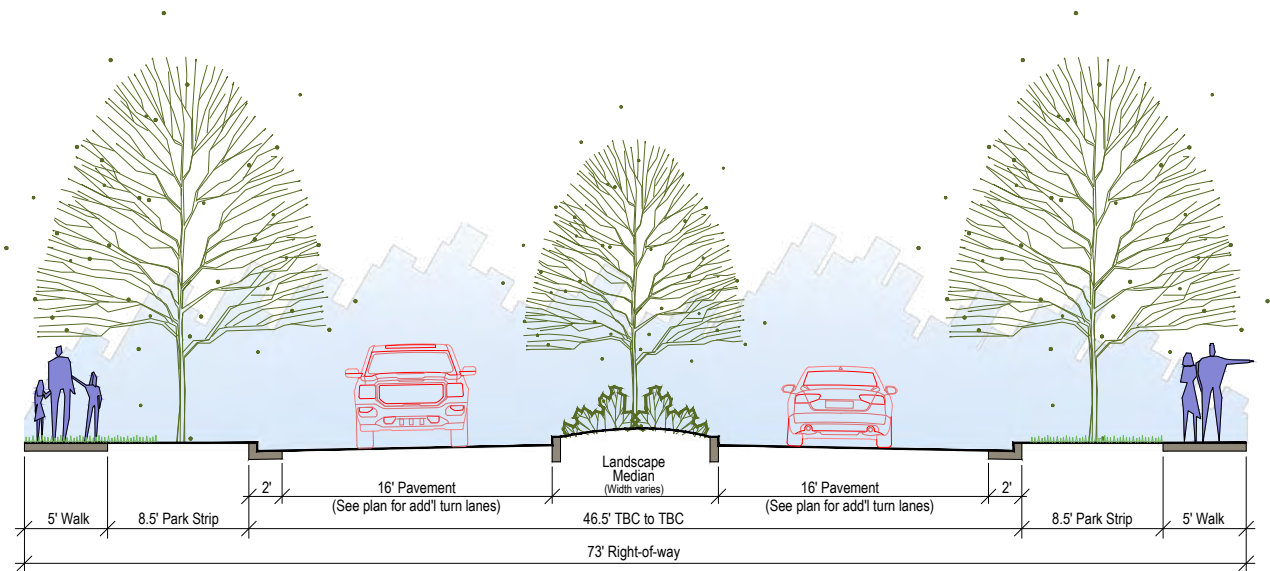 Landscape
Median
(Width varies)
2'
16' Pavement
(See plan for add'l turn lanes)
16' Pavement
(See plan for add'l turn lanes)
2'
5' Walk
8.5' Park Strip
46.5' TBC to TBC
8.5' Park Strip
5' Walk
73' Right-of-way